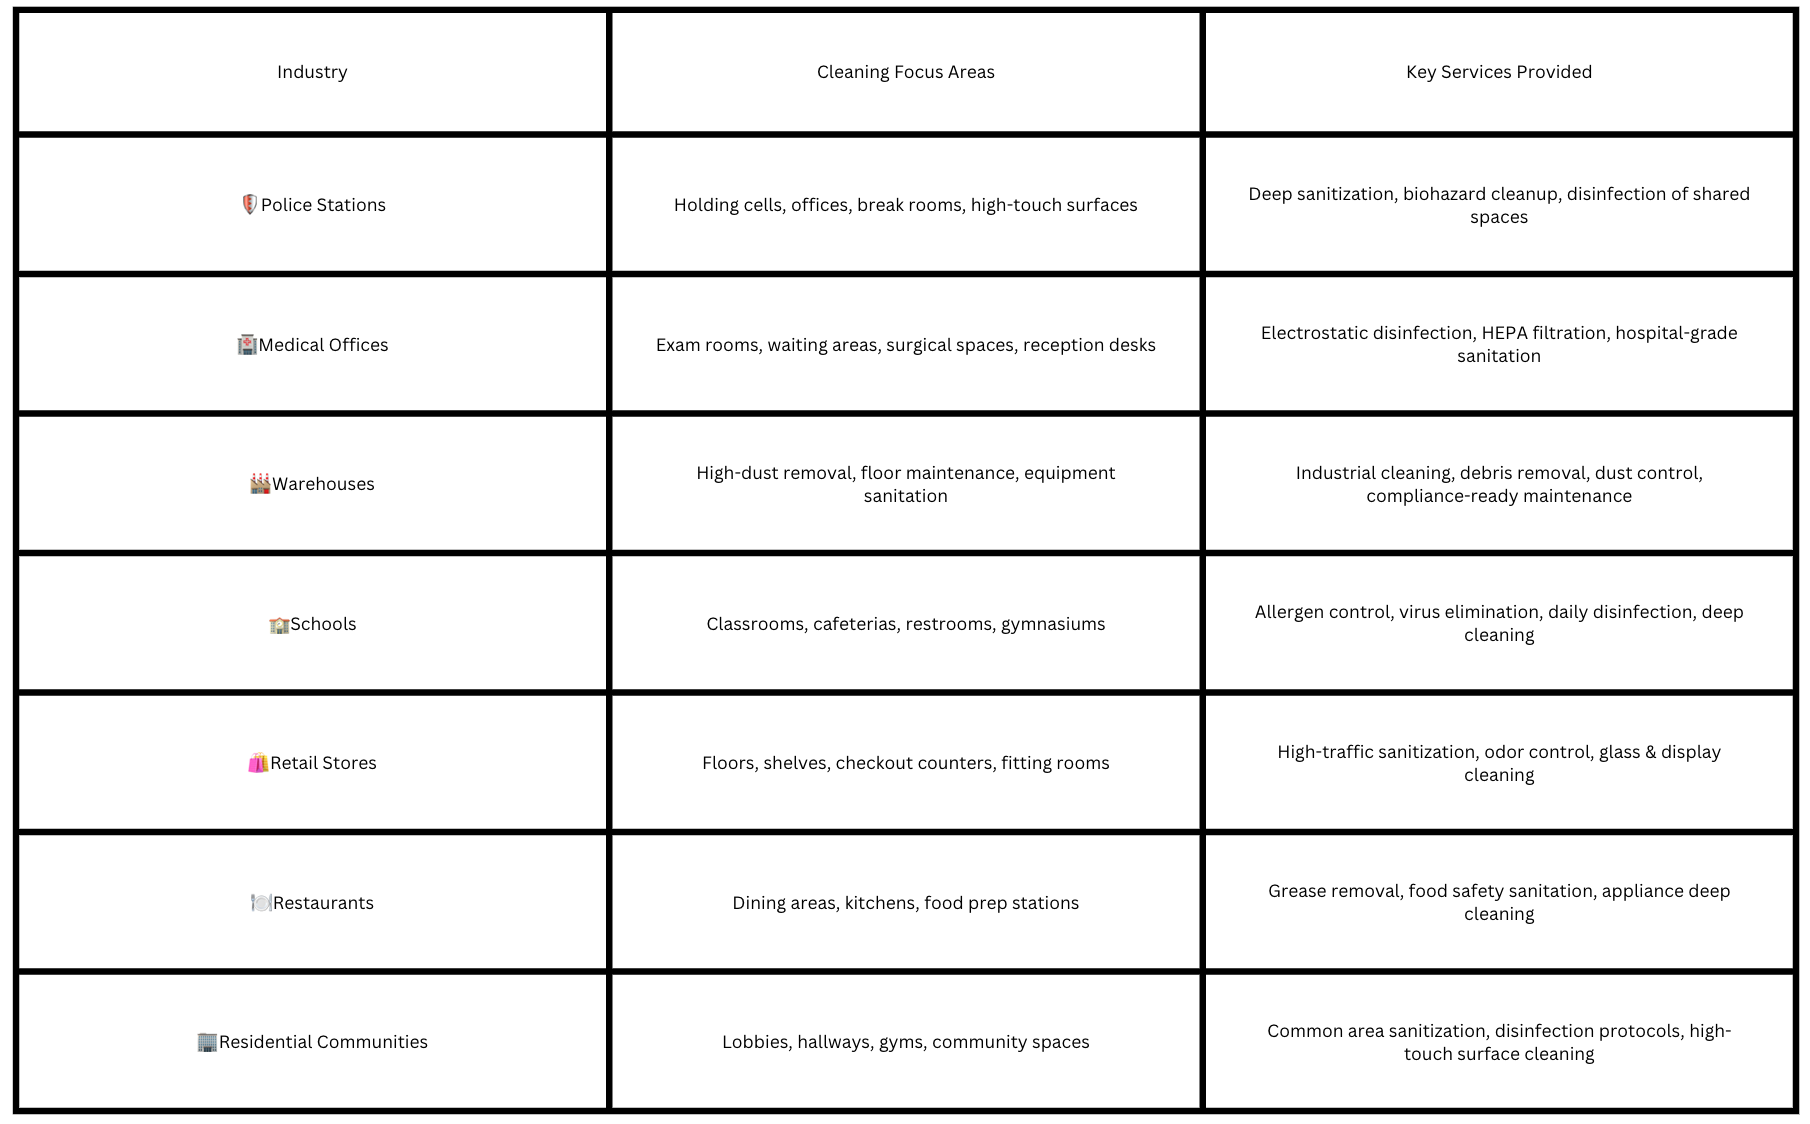 Industry
Cleaning Focus Areas
Key Services Provided
Police Stations
Holding cells, offices, break rooms, high-touch surfaces
Deep sanitization, biohazard cleanup, disinfection of shared
spaces
Medical Offices
Exam rooms, waiting areas, surgical spaces, reception desks
Electrostatic disinfection, HEPA filtration, hospital-grade
sanitation
Warehouses
High-dust removal, floor maintenance, equipment
sanitation
Industrial cleaning, debris removal, dust control,
compliance-ready maintenance
Schools
Classrooms, cafeterias, restrooms, gymnasiums
Allergen control, virus elimination, daily disinfection, deep
cleaning
Retail Stores
Floors, shelves, checkout counters, fitting rooms
High-traffic sanitization, odor control, glass & display
cleaning
Restaurants
Dining areas, kitchens, food prep stations
Grease removal, food safety sanitation, appliance deep
cleaning
Residential Communities
Lobbies, hallways, gyms, community spaces
Common area sanitization, disinfection protocols, high-
touch surface cleaning